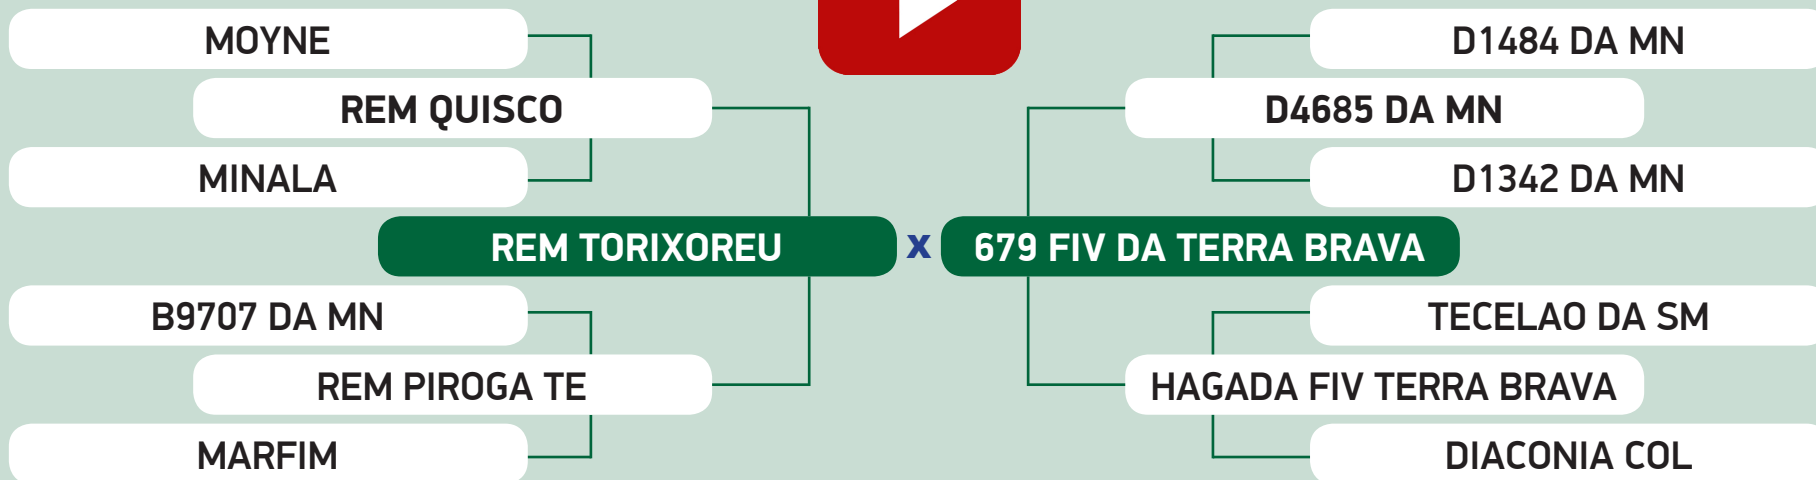 MOYNE
D1484 DA MN
REM QUISCO
D4685 DA MN
MINALA
D1342 DA MN
REM TORIXOREU x 679 FIV DA TERRA BRAVA
B9707 DA MN
TECELAO DA SM
REM PIROGA TE
HAGADA FIV TERRA BRAVA
MARFIM
DIACONIA COL